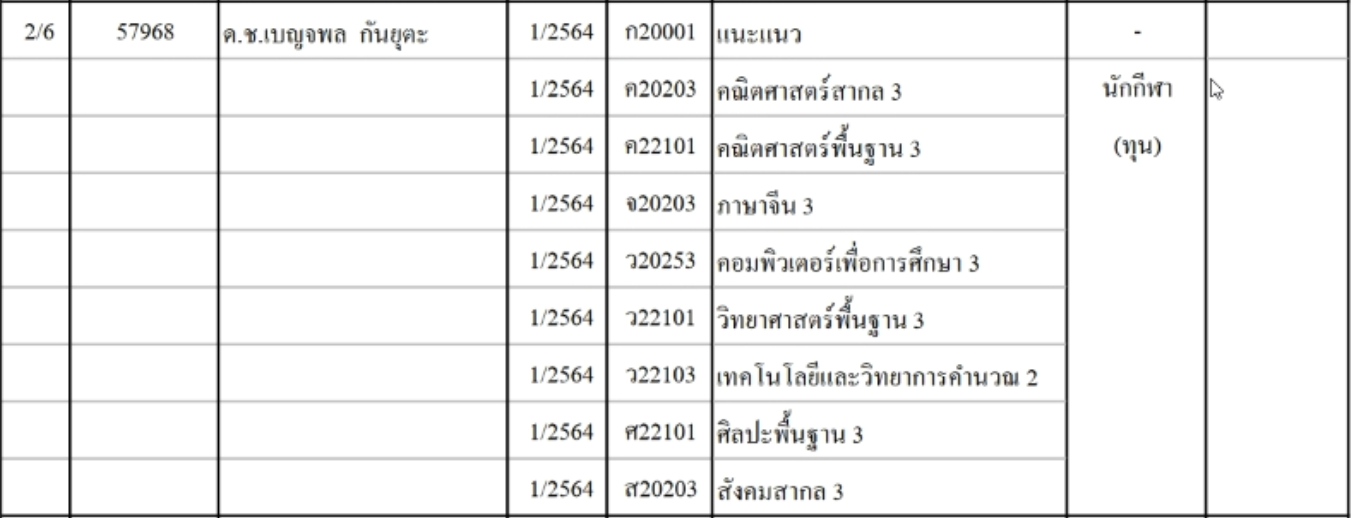 2/6 57968 ด.ช.เบญจพล กันยุตะ 1/2564 ก20001 แนะแนว -
1/2564 ค20203 คณิตศาสตร์สากล 3 นักกีฬา
1/2564 ค22101 คณิตศาสตร์พื้นฐาน 3 (ทุน)
1/2564 จ20203 ภาษาจีน 3
1/2564 ว20253 คอมพิวเตอร์เพื่อการศึกษา 3
1/2564 ว22101 วิทยาศาสตร์พื้นฐาน 3
1/2564 ว22103 เทคโนโลยีและวิทยาการคำนวณ 2
1/2564 ศ22101 ศิลปะพื้นฐาน 3
1/2564 ส20203 สังคมสากล 3